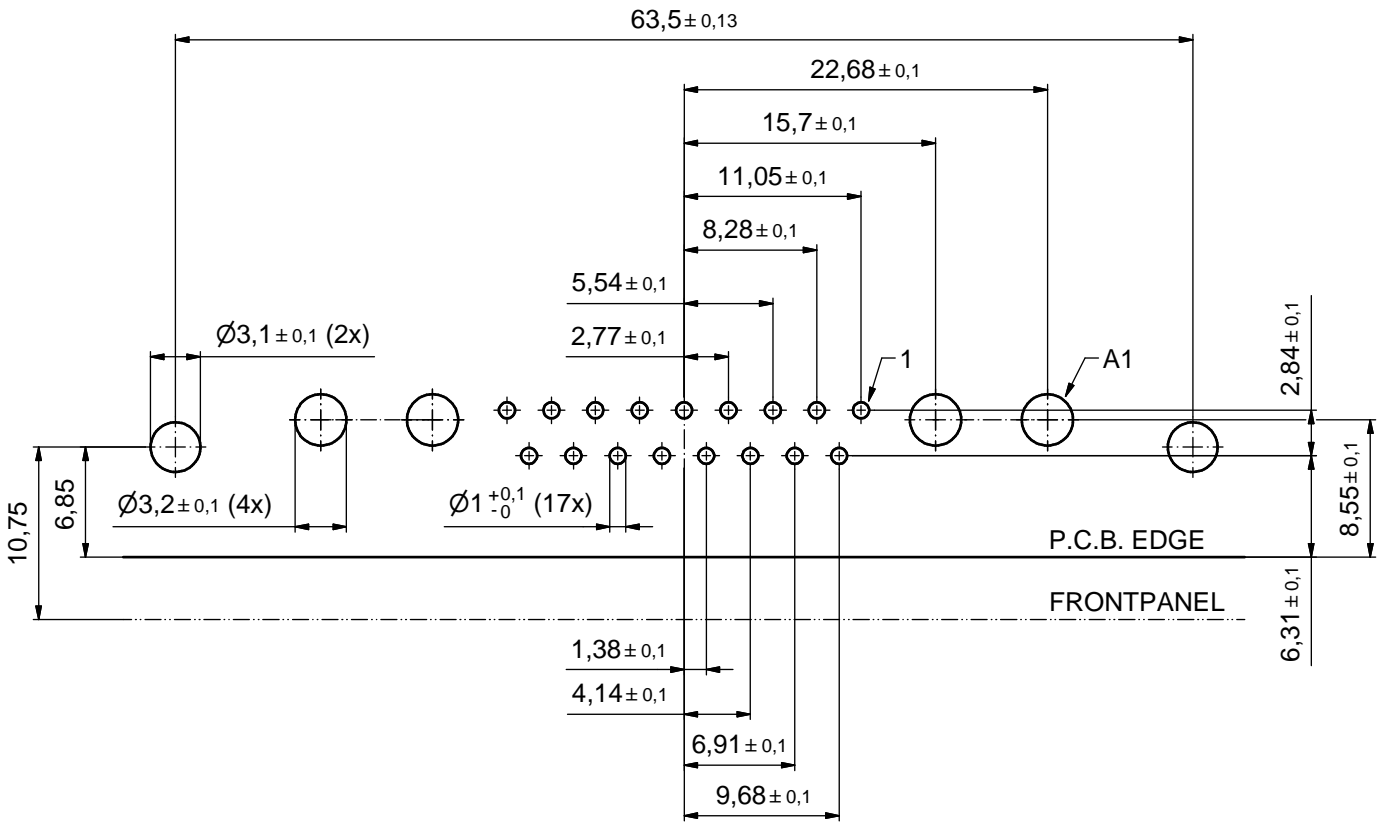 63,5 ± 0,13
22,68 ± 0,1
15,7 ± 0,1
11,05 ± 0,1
8,28 ± 0,1
5,54 ± 0,1
2,77 ± 0,1
Ø3,1 ± 0,1 (2x)
1
A1
2,84 ± 0,1
8,55 ± 0,1
6,31 ± 0,1
10,75
6,85
Ø3,2 ± 0,1 (4x)
Ø1 +0,1 -0 (17x)
P.C.B. EDGE
FRONTPANEL
1,38 ± 0,1
4,14 ± 0,1
6,91 ± 0,1
9,68 ± 0,1